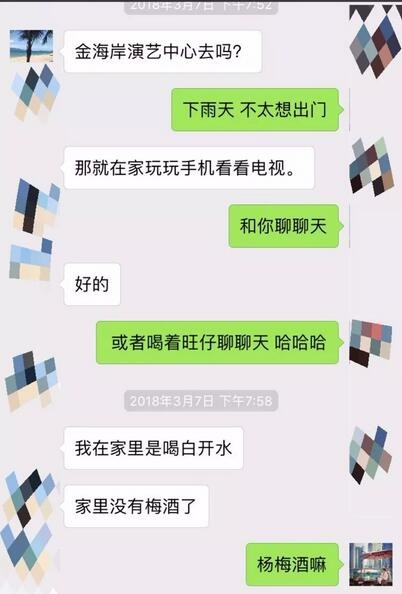 2018年3月7日 下午7:52
金海岸演艺中心去吗？
下雨天 不太想出门
那就在家玩玩手机看看电视。
和你聊聊天
好的
或者喝着旺仔聊聊天 哈哈哈
2018年3月7日 下午7:58
我在家里是喝白开水
家里没有梅酒了
杨梅酒嘛